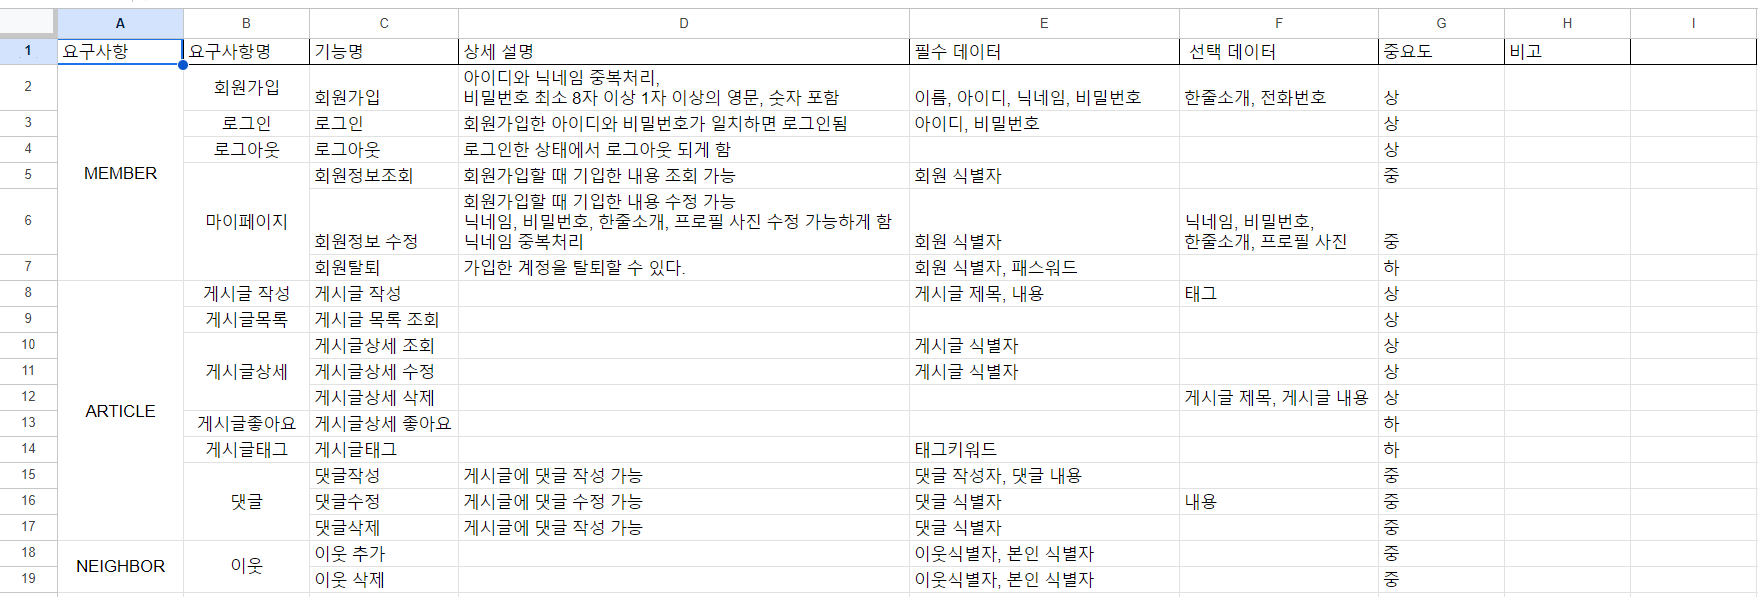 A B C D E F G H I
1 요구사항 요구사항명 기능명 상세 설명 필수 데이터 선택 데이터 중요도 비고
MEMBER
2 회원가입 회원가입 아이디와 닉네임 중복처리,
비밀번호 최소 8자 이상 1자 이상의 영문, 숫자 포함 이름, 아이디, 닉네임, 비밀번호 한줄소개, 전화번호 상
3 로그인 로그인 회원가입한 아이디와 비밀번호가 일치하면 로그인됨 아이디, 비밀번호 상
4 로그아웃 로그아웃 로그인한 상태에서 로그아웃 되게 함 상
마이페이지
5 회원정보조회 회원가입할 때 기입한 내용 조회 가능 회원 식별자 중
6 회원정보 수정 회원가입할 때 기입한 내용 수정 가능
닉네임, 비밀번호, 한줄소개, 프로필 사진 수정 가능하게 함
닉네임 중복처리 회원 식별자 닉네임, 비밀번호,
한줄소개, 프로필 사진 중
7 회원탈퇴 가입한 계정을 탈퇴할 수 있다. 회원 식별자, 패스워드 하
ARTICLE
8 게시글 작성 게시글 작성 게시글 제목, 내용 태그 상
9 게시글목록 게시글 목록 조회 상
게시글상세
10 게시글상세 조회 게시글 식별자 상
11 게시글상세 수정 게시글 식별자 상
12 게시글상세 삭제 게시글 제목, 게시글 내용 상
13 게시글좋아요 게시글상세 좋아요 하
14 게시글태그 게시글태그 태그키워드 하
댓글
15 댓글작성 게시글에 댓글 작성 가능 댓글 작성자, 댓글 내용 중
16 댓글수정 게시글에 댓글 수정 가능 댓글 식별자 내용 중
17 댓글삭제 게시글에 댓글 작성 가능 댓글 식별자 중
NEIGHBOR
이웃
18 이웃 추가 이웃식별자, 본인 식별자 중
19 이웃 삭제 이웃식별자, 본인 식별자 중